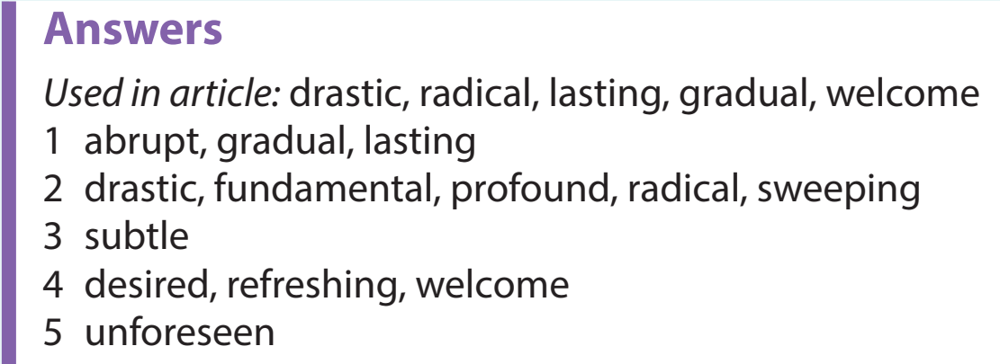 Answers
Used in article: drastic, radical, lasting, gradual, welcome
1 abrupt, gradual, lasting
2 drastic, fundamental, profound, radical, sweeping
3 subtle
4 desired, refreshing, welcome
5 unforeseen